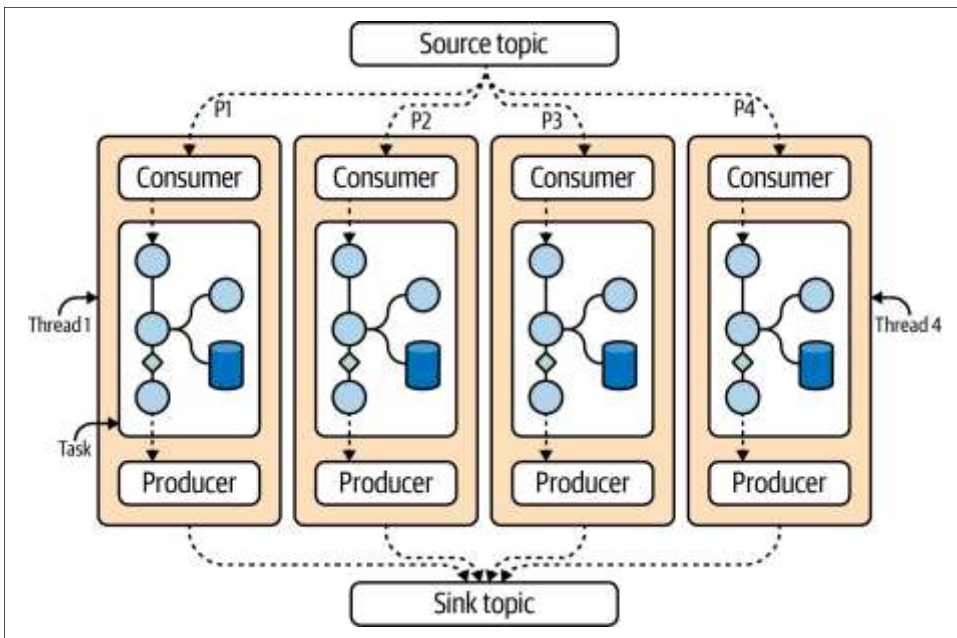 Source topic
P1
P2
P3
P4
Consumer
Consumer
Consumer
Consumer
Thread 1
Thread 4
Task
Producer
Producer
Producer
Producer
Sink topic